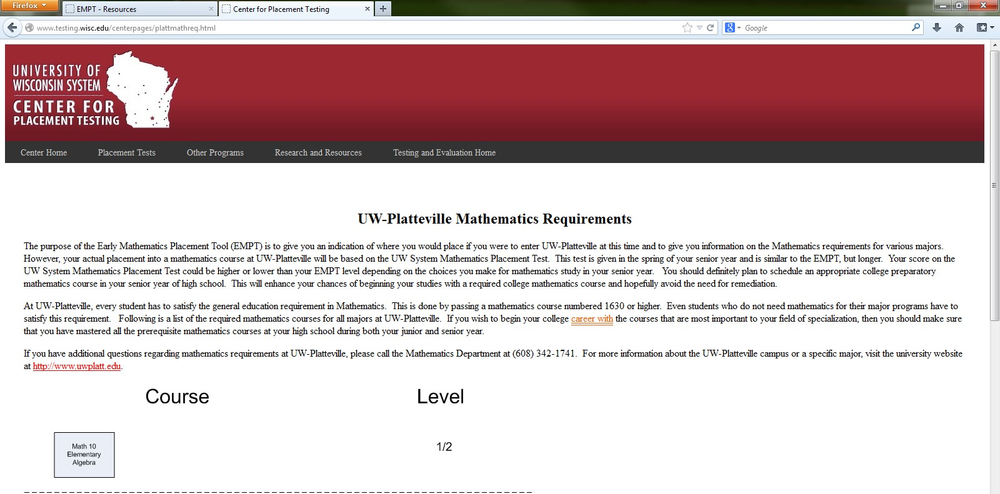 Firefox
EMPT - Resources
Center for Placement Testing
www.testing.wisc.edu/centerpages/plattmathreq.html
Google
UNIVERSITY OF
WISCONSIN SYSTEM
CENTER FOR
PLACEMENT TESTING
Center Home Placement Tests Other Programs Research and Resources Testing and Evaluation Home
UW-Platteville Mathematics Requirements
The purpose of the Early Mathematics Placement Tool (EMPT) is to give you an indication of where you would place if you were to enter UW-Platteville at this time and to give you information on the Mathematics requirements for various majors.
However, your actual placement into a mathematics course at UW-Platteville will be based on the UW System Mathematics Placement Test. This test is given in the spring of your senior year and is similar to the EMPT, but longer. Your score on the
UW System Mathematics Placement Test could be higher or lower than your EMPT level depending on the choices you make for mathematics study in your senior year. You should definitely plan to schedule an appropriate college preparatory
mathematics course in your senior year of high school. This will enhance your chances of beginning your studies with a required college mathematics course and hopefully avoid the need for remediation.
At UW-Platteville, every student has to satisfy the general education requirement in Mathematics. This is done by passing a mathematics course numbered 1630 or higher. Even students who do not need mathematics for their major programs have to
satisfy this requirement. Following is a list of the required mathematics courses for all majors at UW-Platteville. If you wish to begin your college career with the courses that are most important to your field of specialization, then you should make sure
that you have mastered all the prerequisite mathematics courses at your high school during both your junior and senior year.
If you have additional questions regarding mathematics requirements at UW-Platteville, please call the Mathematics Department at (608) 342-1741. For more information about the UW-Platteville campus or a specific major, visit the university website
at http://www.uwplatt.edu.
Course Level
Math 10
Elementary
Algebra
1/2